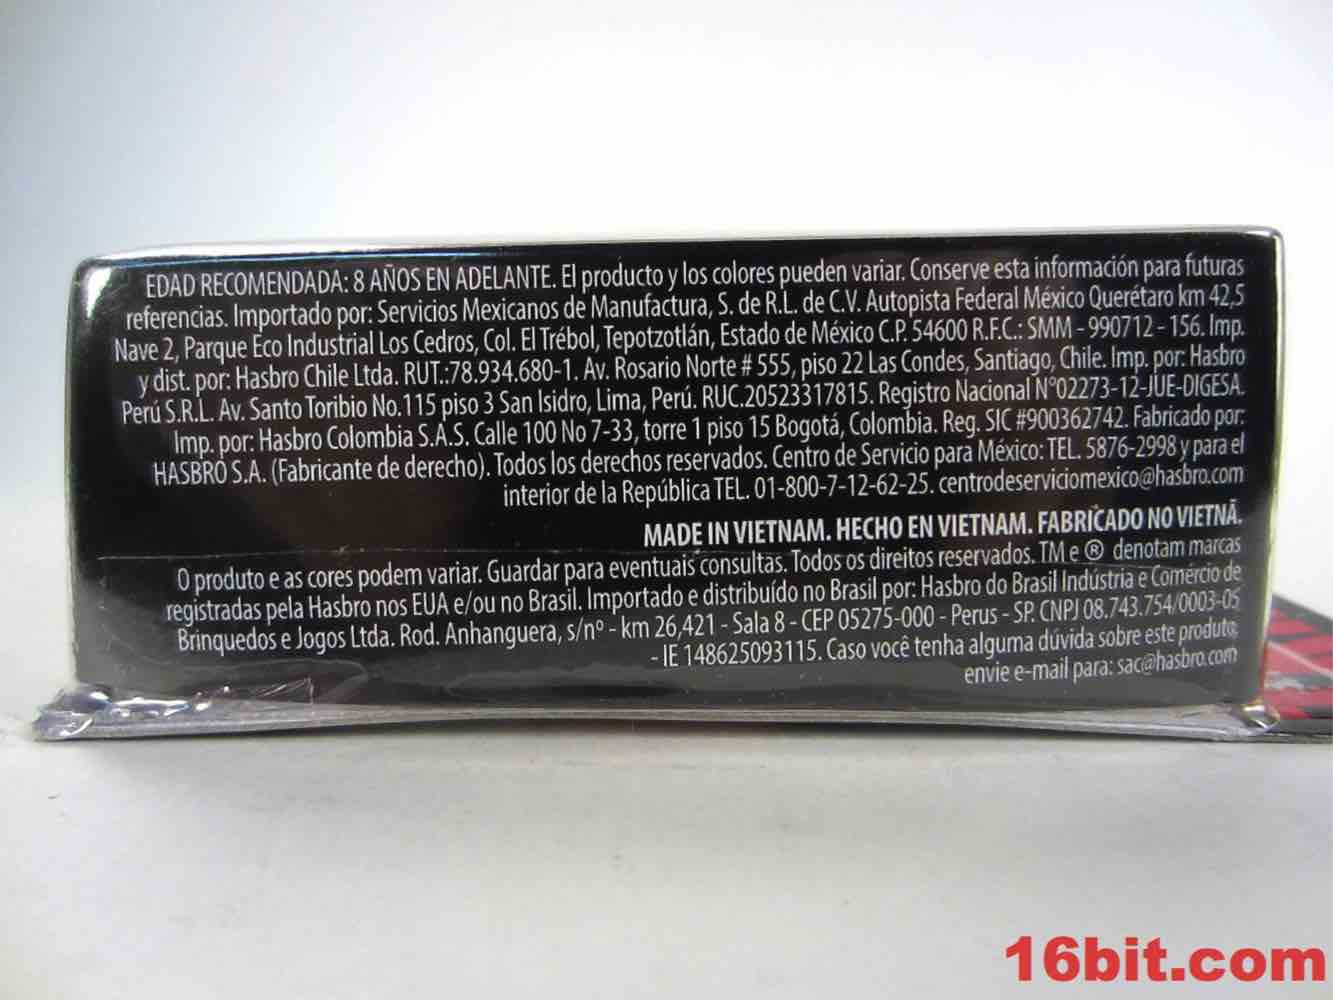 EDAD RECOMENDADA: 8 AÑOS EN ADELANTE. El producto y los colores pueden variar. Conserve esta información para futuras
referencias. Importado por: Servicios Mexicanos de Manufactura, S. de R.L. de C.V. Autopista Federal México Querétaro km 42,5
Nave 2, Parque Eco Industrial Los Cedros, Col. El Trébol, Tepotzotlán, Estado de México C.P. 54600 R.F.C.: SMM - 990712 - 156. Imp.
y dist. por: Hasbro Chile Ltda. RUT.:78.934.680-1. Av. Rosario Norte # 555, piso 22 Las Condes, Santiago, Chile. Imp. por: Hasbro
Perú S.R.L. Av. Santo Toribio No.115 piso 3 San Isidro, Lima, Perú. RUC.20523317815. Registro Nacional N°02273-12-JUE-DIGESA.
Imp. por: Hasbro Colombia S.A.S. Calle 100 No 7-33, torre 1 piso 15 Bogotá, Colombia. Reg. SIC #900362742. Fabricado por:
HASBRO S.A. (Fabricante de derecho). Todos los derechos reservados. Centro de Servicio para México: TEL. 5876-2998 y para el
interior de la República TEL. 01-800-7-12-62-25. centrodeserviciomexico@hasbro.com
MADE IN VIETNAM. HECHO EN VIETNAM. FABRICADO NO VIETNÃ.
O produto e as cores podem variar. Guardar para eventuais consultas. Todos os direitos reservados. TM e ® denotam marcas
registradas pela Hasbro nos EUA e/ou no Brasil. Importado e distribuído no Brasil por: Hasbro do Brasil Indústria e Comércio de
Brinquedos e Jogos Ltda. Rod. Anhanguera, s/nº - km 26,421 - Sala 8 - CEP 05275-000 - Perus - SP. CNPJ 08.743.754/0003-05
- IE 148625093115. Caso você tenha alguma dúvida sobre este produto,
envie e-mail para: sac@hasbro.com
16bit.com